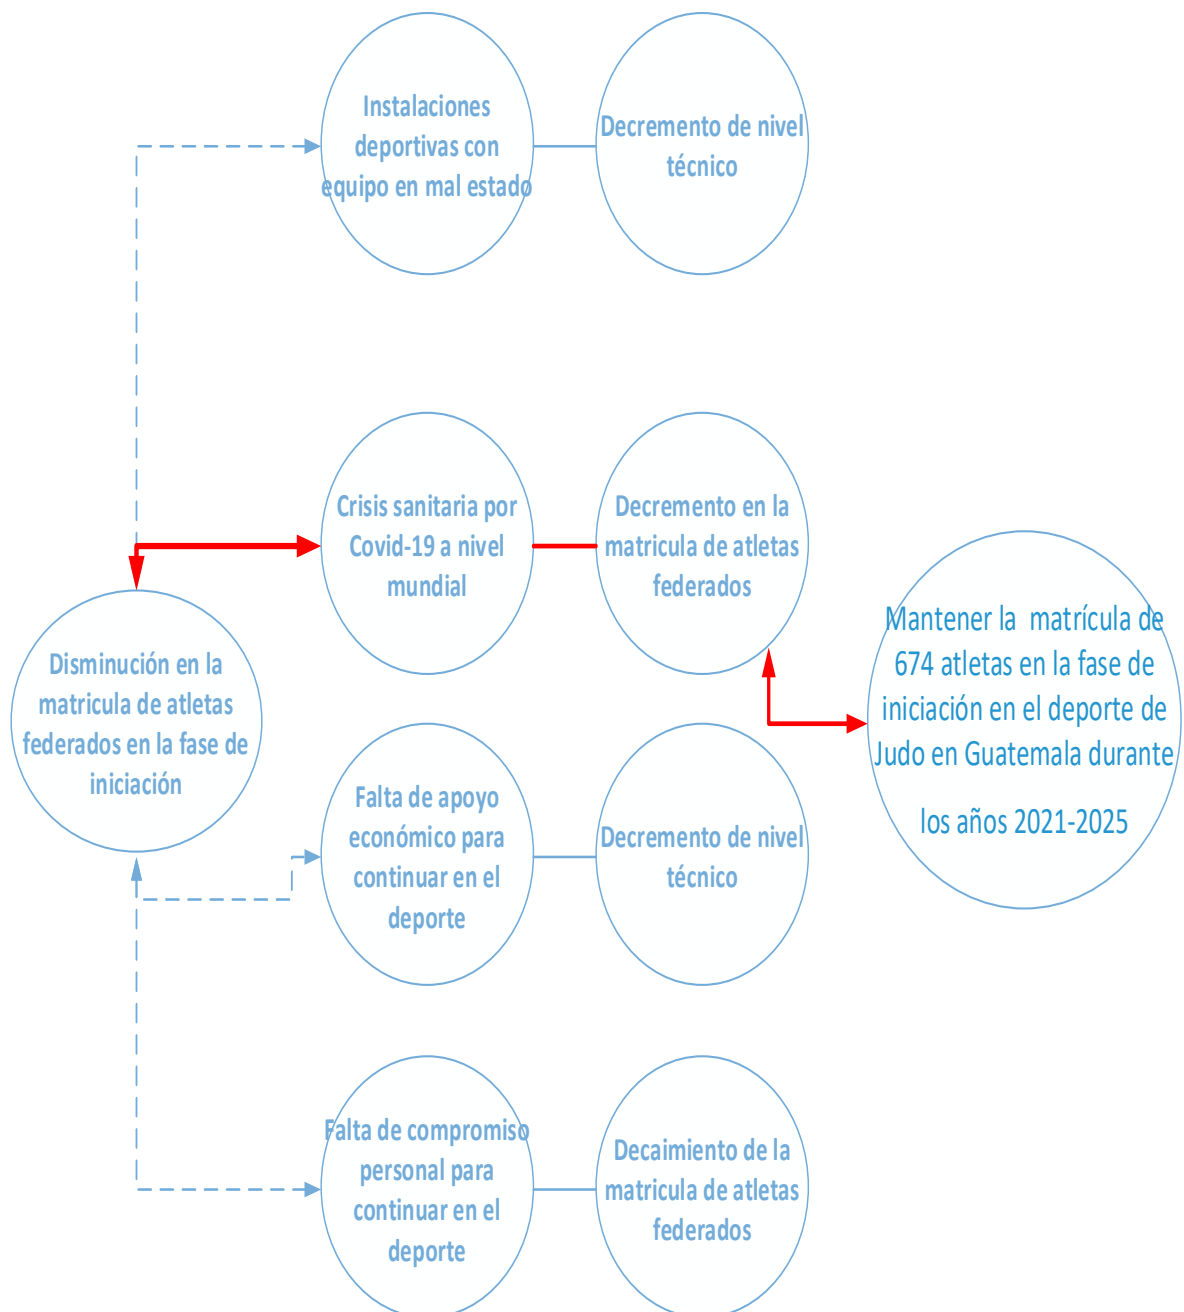 Instalaciones
deportivas con
equipo en mal estado
Decremento de nivel
técnico
Crisis sanitaria por
Covid-19 a nivel
mundial
Decremento en la
matricula de atletas
federados
Disminución en la
matricula de atletas
federados en la fase de
iniciación
Mantener la matrícula de
674 atletas en la fase de
iniciación en el deporte de
Judo en Guatemala durante
los años 2021-2025
Falta de apoyo
económico para
continuar en el
deporte
Decremento de nivel
técnico
Falta de compromiso
personal para
continuar en el
deporte
Decaimiento de la
matricula de atletas
federados